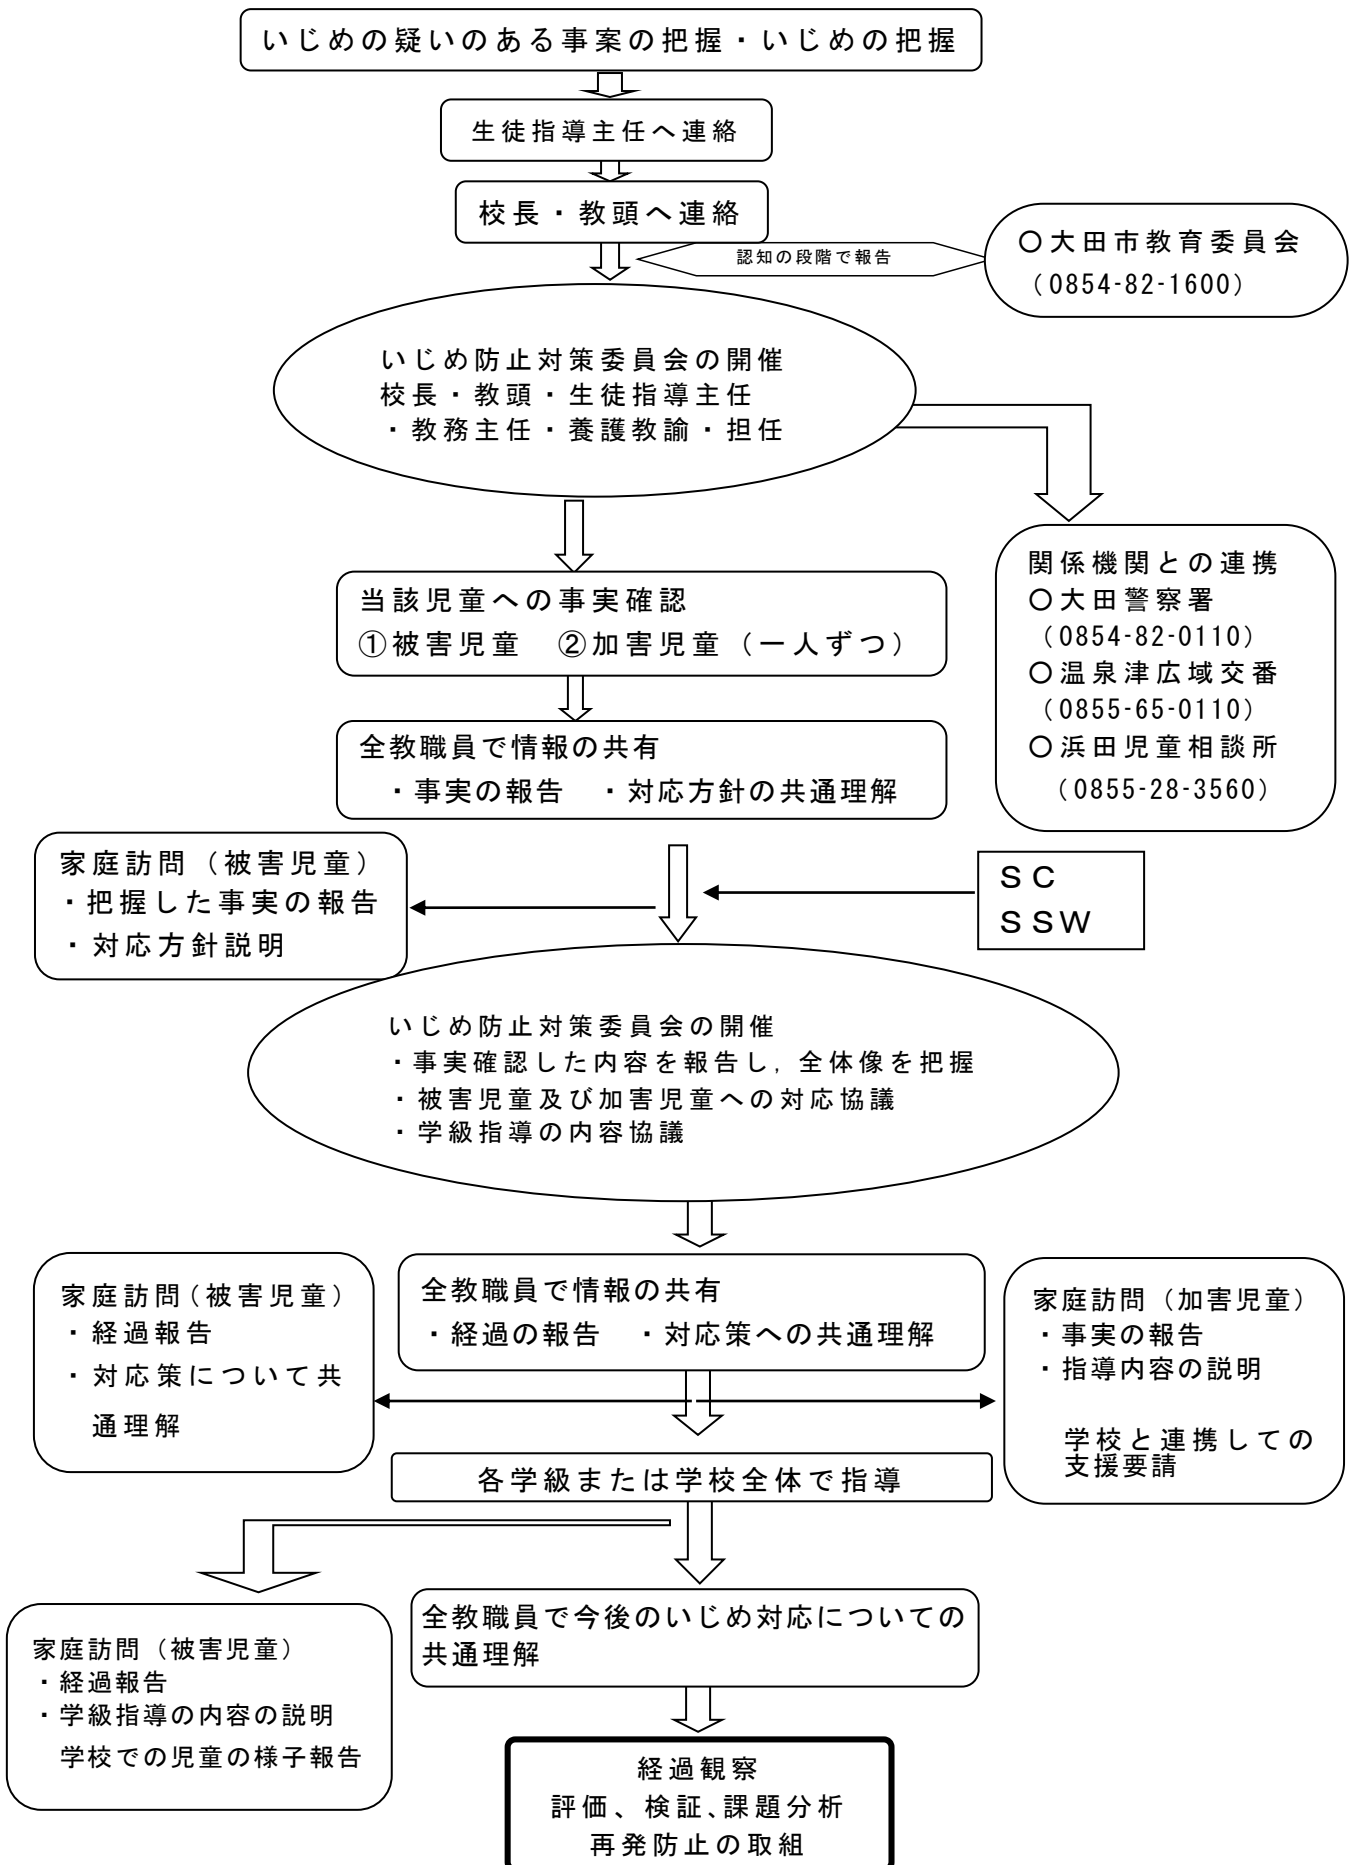 いじめの疑いのある事案の把握・いじめの把握
生徒指導主任へ連絡
校長・教頭へ連絡
認知の段階で報告
〇大田市教育委員会
（0854-82-1600）
いじめ防止対策委員会の開催
校長・教頭・生徒指導主任
・教務主任・養護教諭・担任
関係機関との連携
〇大田警察署
（0854-82-0110）
〇温泉津広域交番
（0855-65-0110）
〇浜田児童相談所
（0855-28-3560）
当該児童への事実確認
①被害児童　②加害児童（一人ずつ）
全教職員で情報の共有
・事実の報告　・対応方針の共通理解
家庭訪問（被害児童）
・把握した事実の報告
・対応方針説明
ＳＣ
ＳＳＷ
いじめ防止対策委員会の開催
・事実確認した内容を報告し，全体像を把握
・被害児童及び加害児童への対応協議
・学級指導の内容協議
家庭訪問（被害児童）
・経過報告
・対応策について共
通理解
全教職員で情報の共有
・経過の報告　・対応策への共通理解
家庭訪問（加害児童）
・事実の報告
・指導内容の説明
学校と連携しての
支援要請
各学級または学校全体で指導
家庭訪問（被害児童）
・経過報告
・学級指導の内容の説明
学校での児童の様子報告
全教職員で今後のいじめ対応についての
共通理解
経過観察
評価、検証、課題分析
再発防止の取組